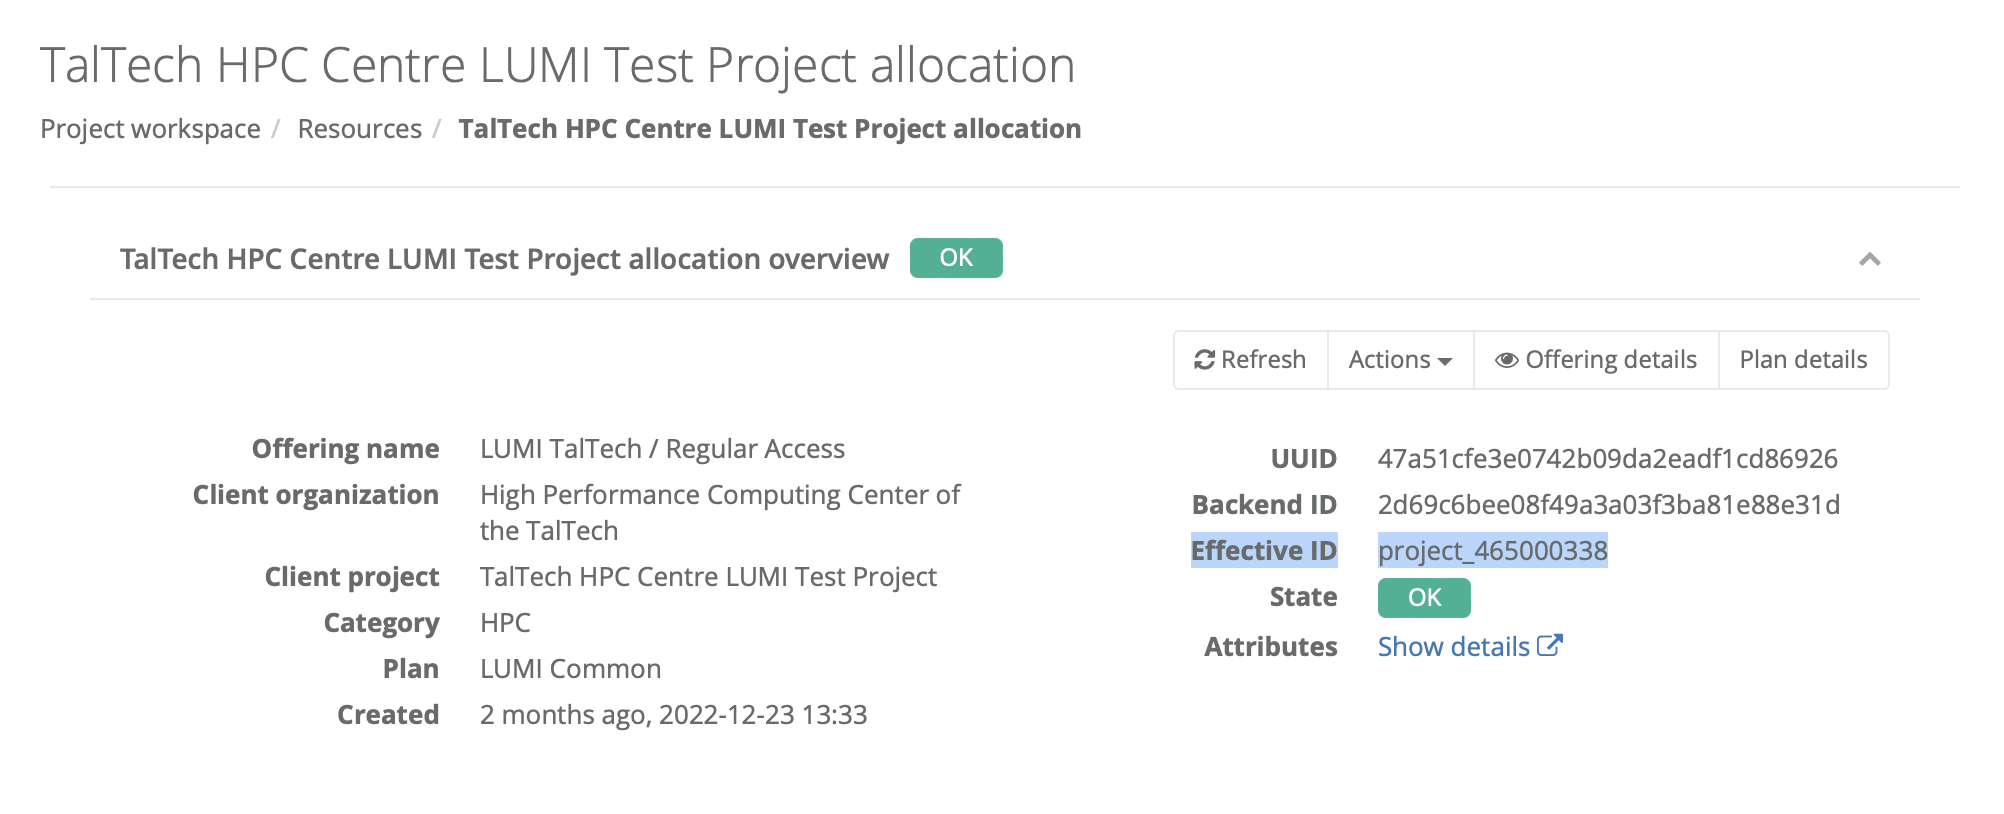 TalTech HPC Centre LUMI Test Project allocation
Project workspace / Resources / TalTech HPC Centre LUMI Test Project allocation
TalTech HPC Centre LUMI Test Project allocation overview OK
Refresh Actions Offering details Plan details
Offering name LUMI TalTech / Regular Access
Client organization High Performance Computing Center of
the TalTech
Client project TalTech HPC Centre LUMI Test Project
Category HPC
Plan LUMI Common
Created 2 months ago, 2022-12-23 13:33
UUID 47a51cfe3e0742b09da2eadf1cd86926
Backend ID 2d69c6bee08f49a3a03f3ba81e88e31d
Effective ID project_465000338
State OK
Attributes Show details